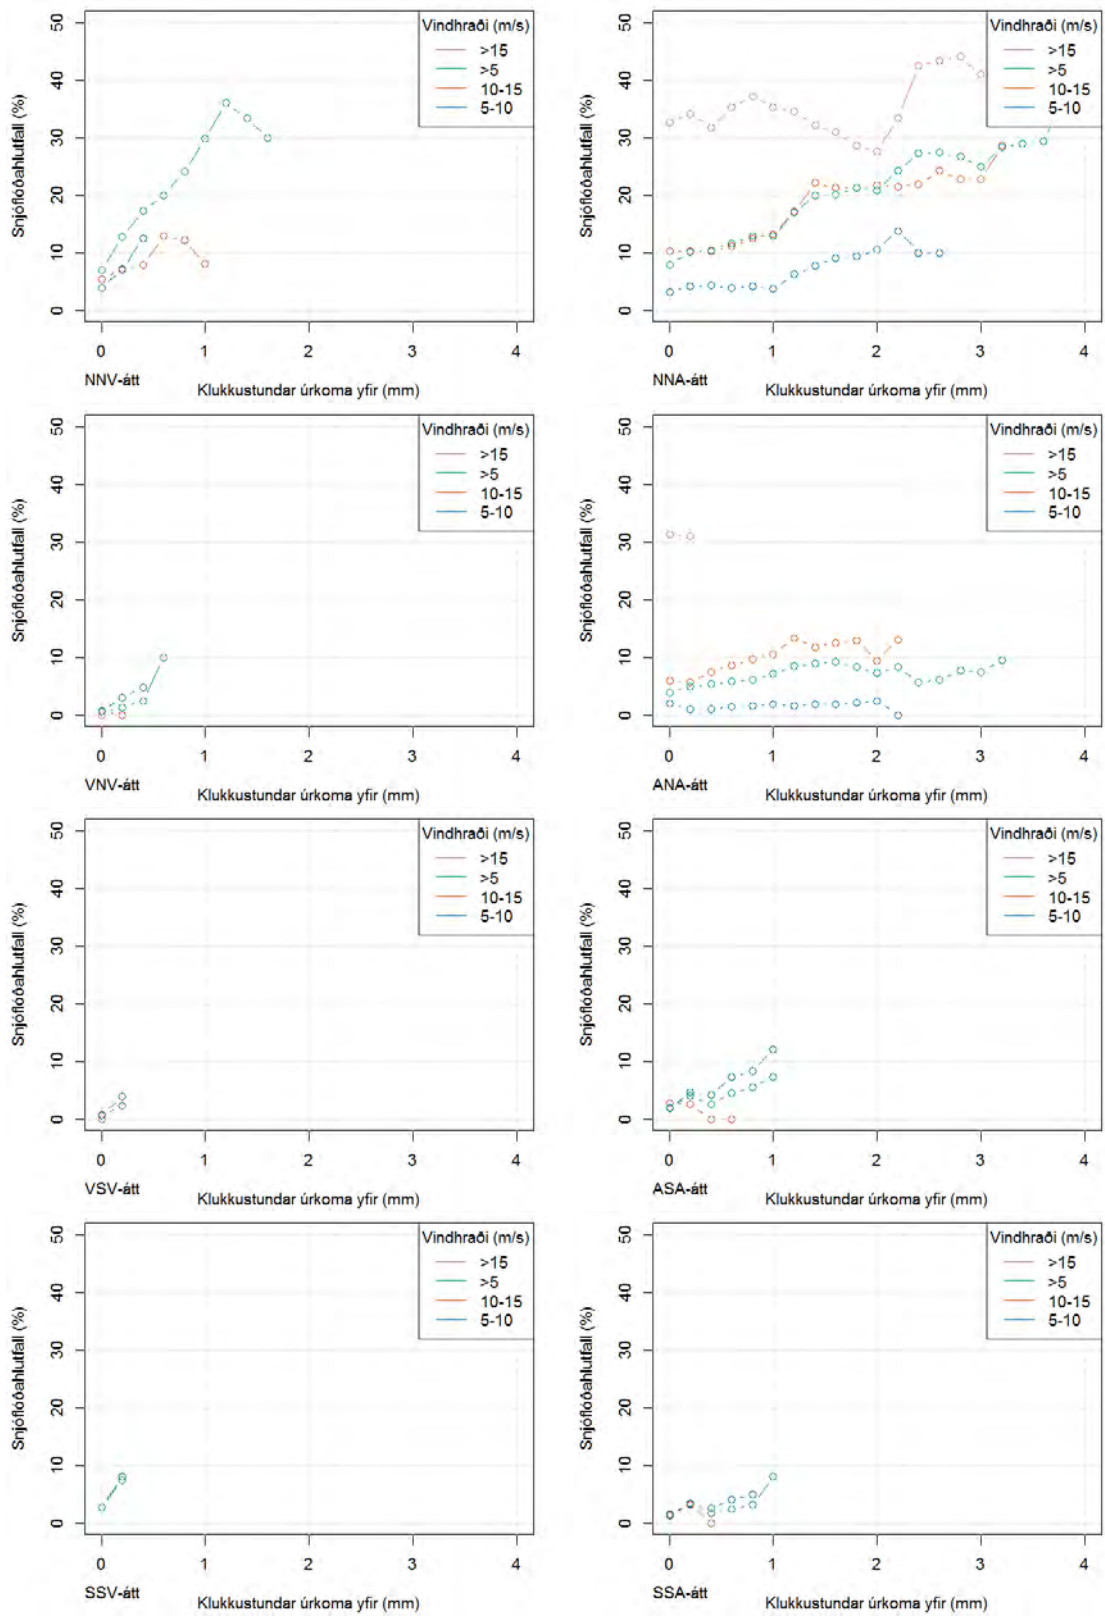 Snjóflóðahlutfall (%)
50
40
30
20
10
0
Vindhraði (m/s)
>15
>5
10-15
5-10
0 1 2 3 4
NNV-átt
Klukkustundar úrkoma yfir (mm)
Snjóflóðahlutfall (%)
50
40
30
20
10
0
Vindhraði (m/s)
>15
>5
10-15
5-10
0 1 2 3 4
NNA-átt
Klukkustundar úrkoma yfir (mm)
Snjóflóðahlutfall (%)
50
40
30
20
10
0
Vindhraði (m/s)
>15
>5
10-15
5-10
0 1 2 3 4
VNV-átt
Klukkustundar úrkoma yfir (mm)
Snjóflóðahlutfall (%)
50
40
30
20
10
0
Vindhraði (m/s)
>15
>5
10-15
5-10
0 1 2 3 4
ANA-átt
Klukkustundar úrkoma yfir (mm)
Snjóflóðahlutfall (%)
50
40
30
20
10
0
Vindhraði (m/s)
>15
>5
10-15
5-10
0 1 2 3 4
VSV-átt
Klukkustundar úrkoma yfir (mm)
Snjóflóðahlutfall (%)
50
40
30
20
10
0
Vindhraði (m/s)
>15
>5
10-15
5-10
0 1 2 3 4
ASA-átt
Klukkustundar úrkoma yfir (mm)
Snjóflóðahlutfall (%)
50
40
30
20
10
0
Vindhraði (m/s)
>15
>5
10-15
5-10
0 1 2 3 4
SSV-átt
Klukkustundar úrkoma yfir (mm)
Snjóflóðahlutfall (%)
50
40
30
20
10
0
Vindhraði (m/s)
>15
>5
10-15
5-10
0 1 2 3 4
SSA-átt
Klukkustundar úrkoma yfir (mm)